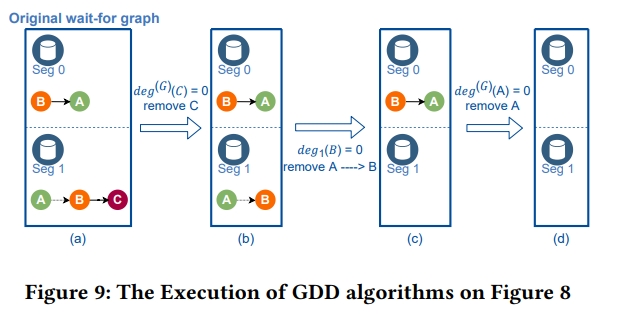 Original wait-for graph
Seg 0
B A
Seg 1
A B C
(a)
deg^(G)(C) = 0
remove C
Seg 0
B A
Seg 1
A B
(b)
deg₁(B) = 0
remove A ----> B
Seg 0
B A
Seg 1
(c)
deg^(G)(A) = 0
remove A
Seg 0
Seg 1
(d)
Figure 9: The Execution of GDD algorithms on Figure 8